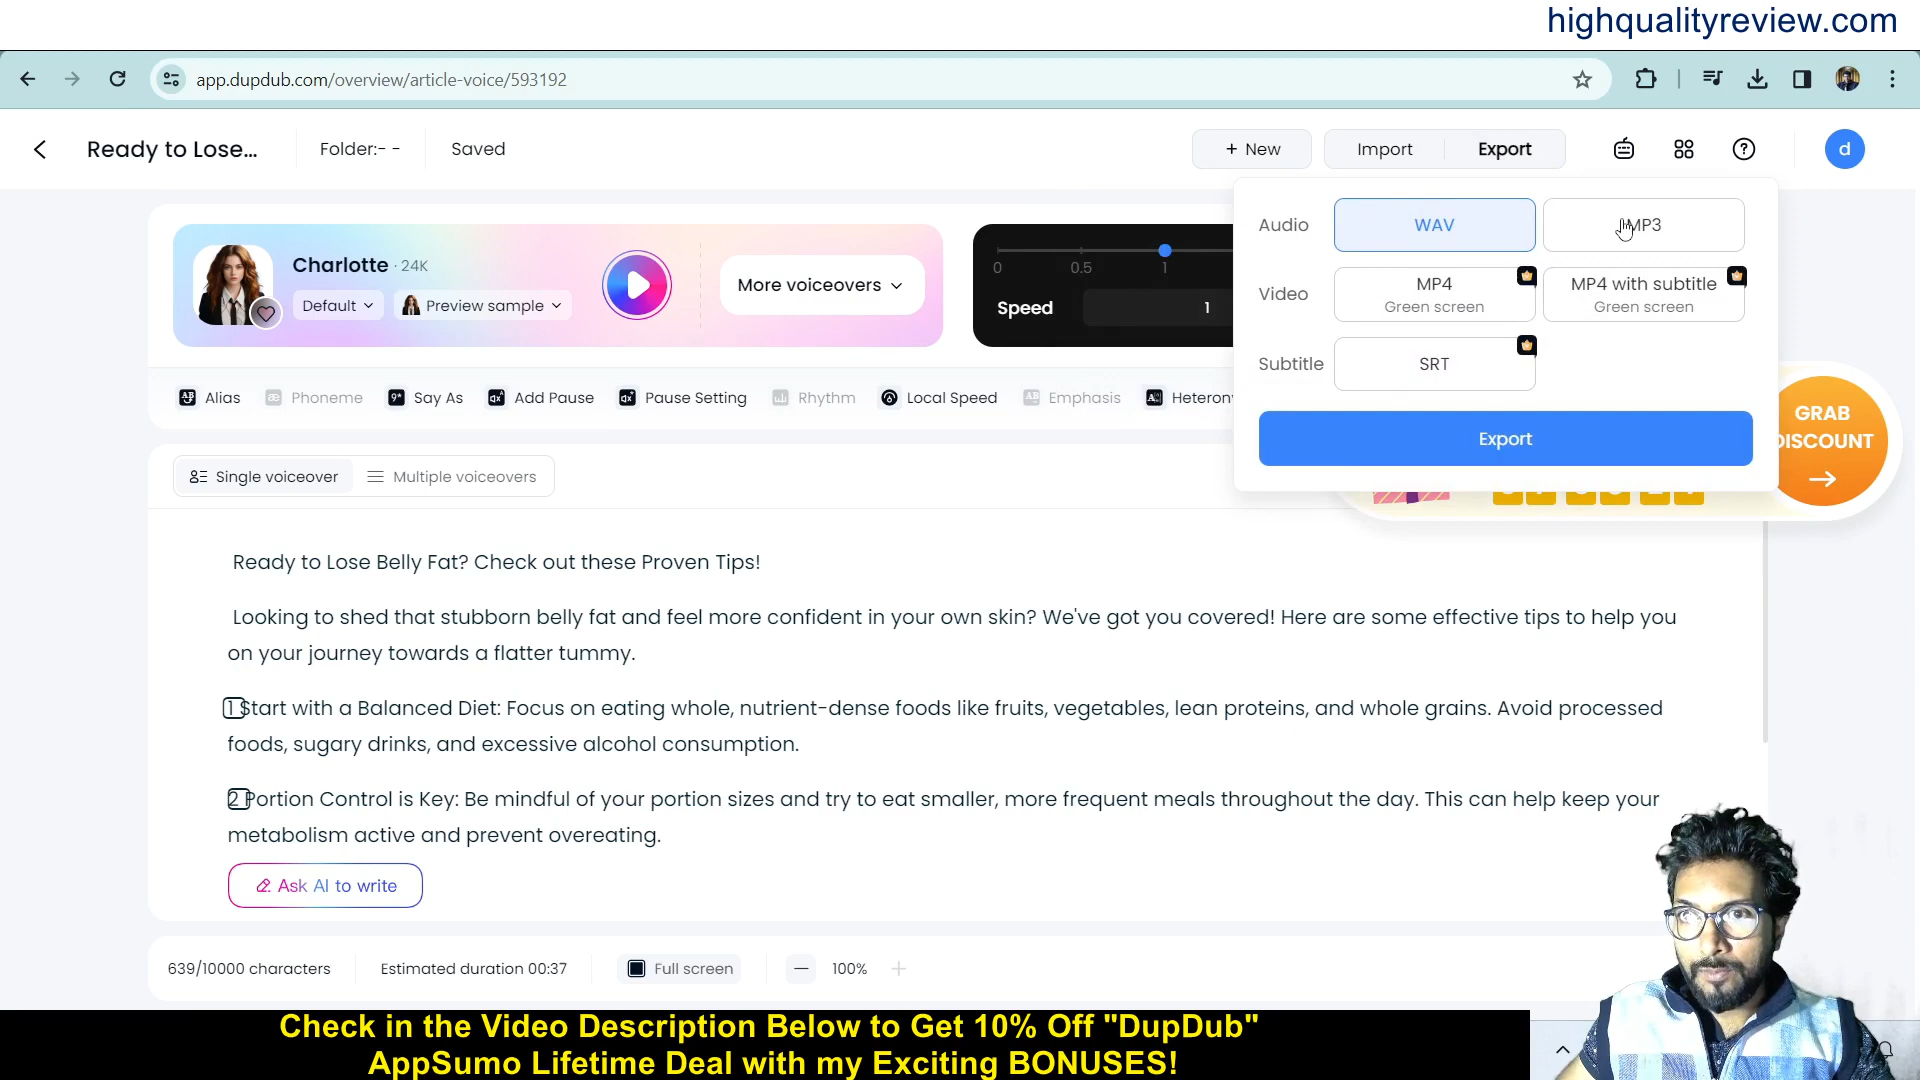 highqualityreview.com
app.dupdub.com/overview/article-voice/593192
Ready to Lose...
Folder:- -
Saved
+ New
Import
Export
d
Charlotte · 24K
Default
Preview sample
More voiceovers
0 0.5 1
Speed 1
Audio
WAV
MP3
Video
MP4
Green screen
MP4 with subtitle
Green screen
Subtitle
SRT
Export
GRAB
DISCOUNT
Alias
Phoneme
Say As
Add Pause
Pause Setting
Rhythm
Local Speed
Emphasis
Single voiceover
Multiple voiceovers
Ready to Lose Belly Fat? Check out these Proven Tips!
Looking to shed that stubborn belly fat and feel more confident in your own skin? We've got you covered! Here are some effective tips to help you
on your journey towards a flatter tummy.
1 Start with a Balanced Diet: Focus on eating whole, nutrient-dense foods like fruits, vegetables, lean proteins, and whole grains. Avoid processed
foods, sugary drinks, and excessive alcohol consumption.
2 Portion Control is Key: Be mindful of your portion sizes and try to eat smaller, more frequent meals throughout the day. This can help keep your
metabolism active and prevent overeating.
Ask AI to write
639/10000 characters
Estimated duration 00:37
Full screen
100%
Check in the Video Description Below to Get 10% Off "DupDub"
AppSumo Lifetime Deal with my Exciting BONUSES!